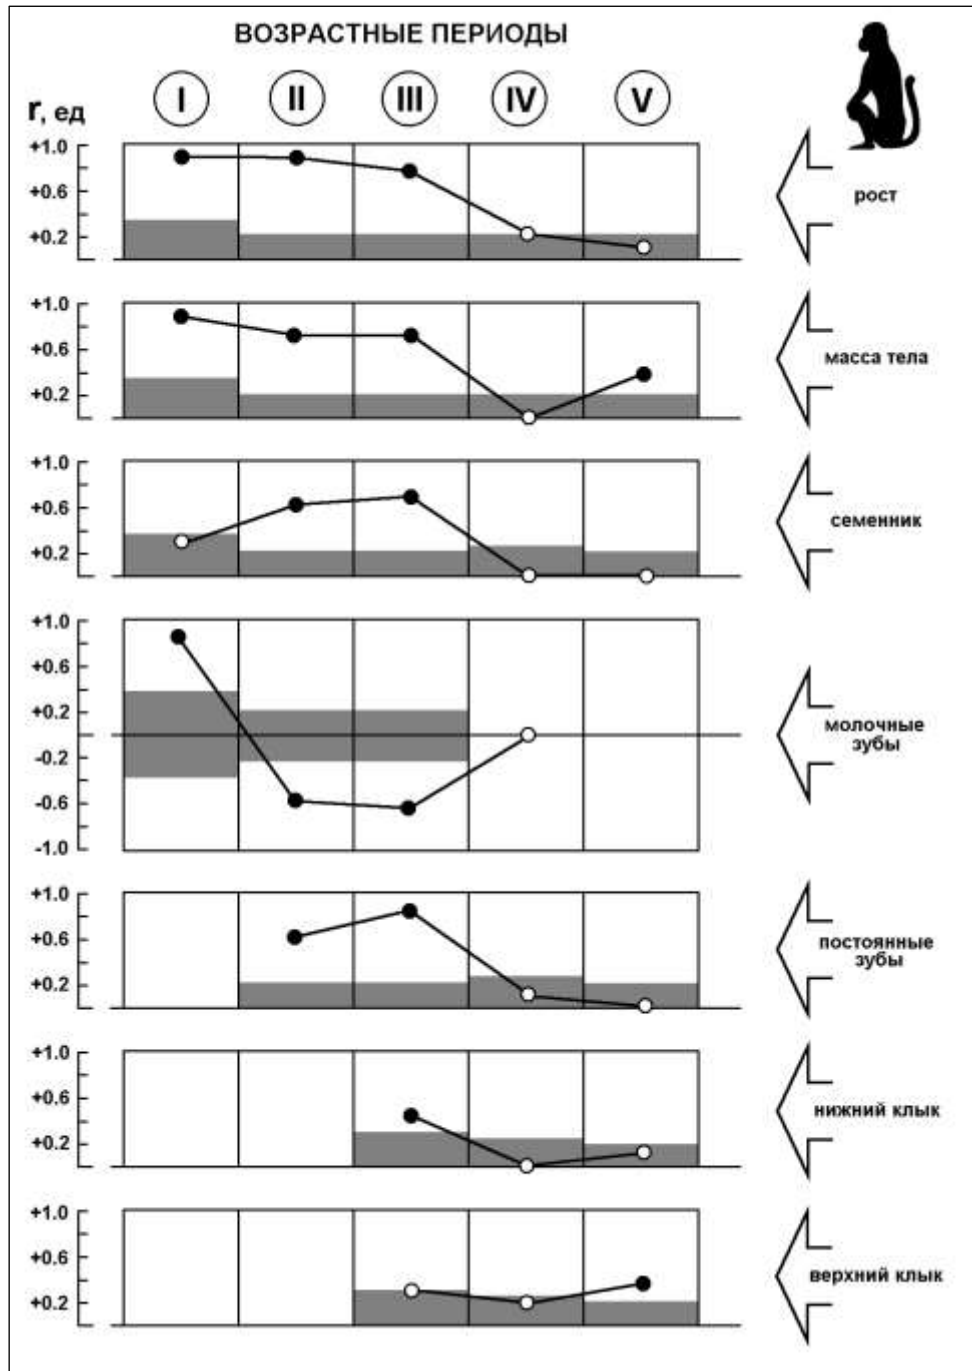 ВОЗРАСТНЫЕ ПЕРИОДЫ
I II III IV V
r, ед
+1.0
+0.6
+0.2
рост
+1.0
+0.6
+0.2
масса тела
+1.0
+0.6
+0.2
семенник
+1.0
+0.6
+0.2
-0.2
-0.6
-1.0
молочные
зубы
+1.0
+0.6
+0.2
постоянные
зубы
+1.0
+0.6
+0.2
нижний клык
+1.0
+0.6
+0.2
верхний клык